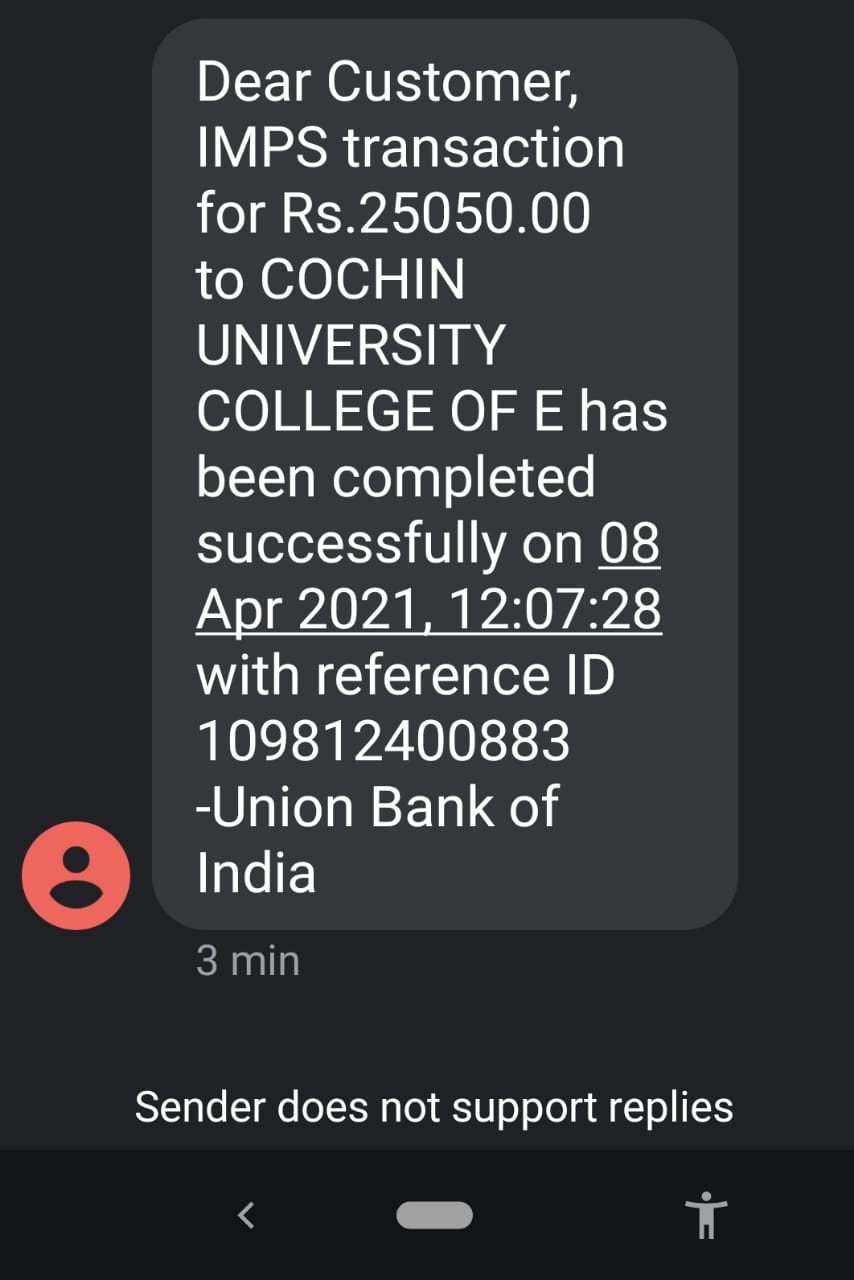 Dear Customer,
IMPS transaction
for Rs.25050.00
to COCHIN
UNIVERSITY
COLLEGE OF E has
been completed
successfully on 08
Apr 2021, 12:07:28
with reference ID
109812400883
-Union Bank of
India
3 min
Sender does not support replies